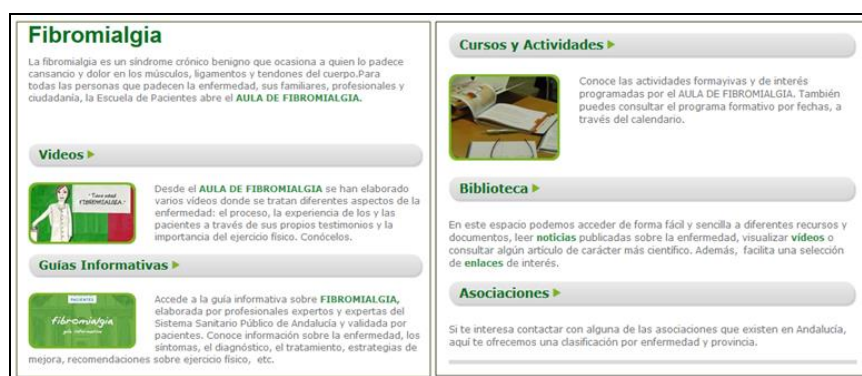 Fibromialgia
La fibromialgia es un síndrome crónico benigno que ocasiona a quien lo padece
cansancio y dolor en los músculos, ligamentos y tendones del cuerpo.Para
todas las personas que padecen la enfermedad, sus familiares, profesionales y
ciudadanía, la Escuela de Pacientes abre el AULA DE FIBROMIALGIA.
Videos
Desde el AULA DE FIBROMIALGIA se han elaborado
varios vídeos donde se tratan diferentes aspectos de la
enfermedad: el proceso, la experiencia de los y las
pacientes a través de sus propios testimonios y la
importancia del ejercicio físico. Conócelos.
FIBROMIALGIA
Guías Informativas
PACIENTES
fibromialgia
guía informativa
Accede a la guía informativa sobre FIBROMIALGIA,
elaborada por profesionales expertos y expertas del
Sistema Sanitario Público de Andalucía y validada por
pacientes. Conoce información sobre la enfermedad, los
síntomas, el diagnóstico, el tratamiento, estrategias de
mejora, recomendaciones sobre ejercicio físico, etc.
Cursos y Actividades
Conoce las actividades formayivas y de interés
programadas por el AULA DE FIBROMIALGIA. También
puedes consultar el programa formativo por fechas, a
través del calendario.
Biblioteca
En este espacio podemos acceder de forma fácil y sencilla a diferentes recursos y
documentos, leer noticias publicadas sobre la enfermedad, visualizar vídeos o
consultar algún artículo de carácter más científico. Además, facilita una selección
de enlaces de interés.
Asociaciones
Si te interesa contactar con alguna de las asociaciones que existen en Andalucía,
aquí te ofrecemos una clasificación por enfermedad y provincia.